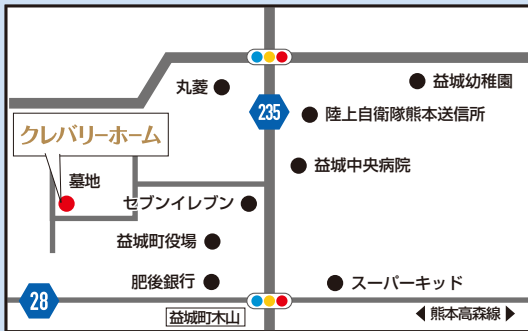 益城幼稚園
丸菱
235
陸上自衛隊熊本送信所
クレバリーホーム
益城中央病院
墓地
セブンイレブン
益城町役場
肥後銀行
スーパーキッド
28
益城町木山
◀ 熊本高森線 ▶